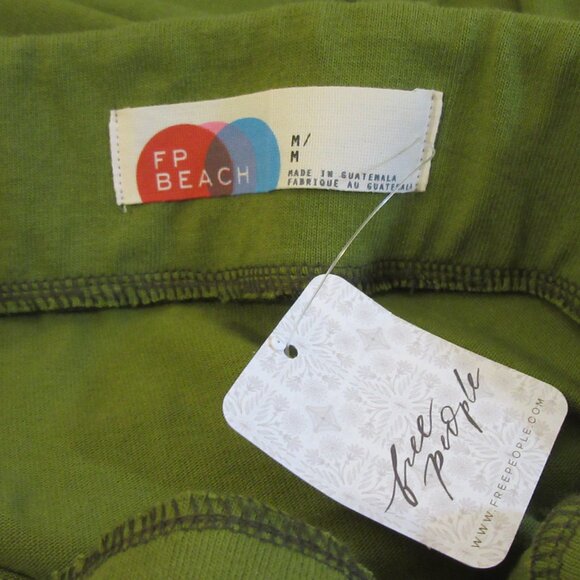 FP
BEACH
M/
M
MADE IN GUATEMALA
FABRIQUE AU GUATEMALA
free
people
WWW.FREEPEOPLE.COM